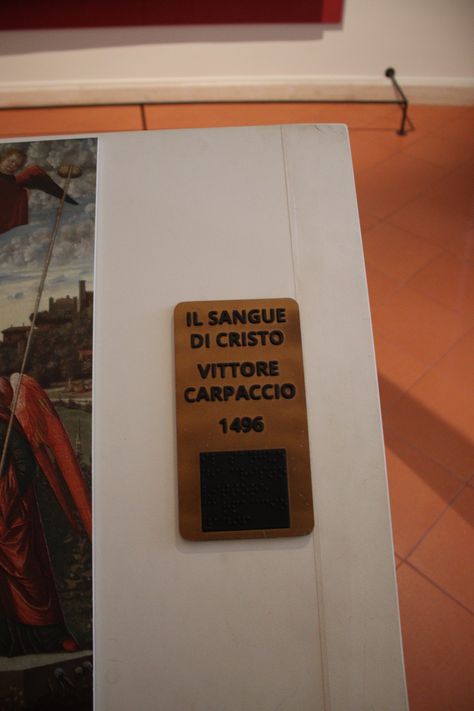 IL SANGUE
DI CRISTO
VITTORE
CARPACCIO
1496